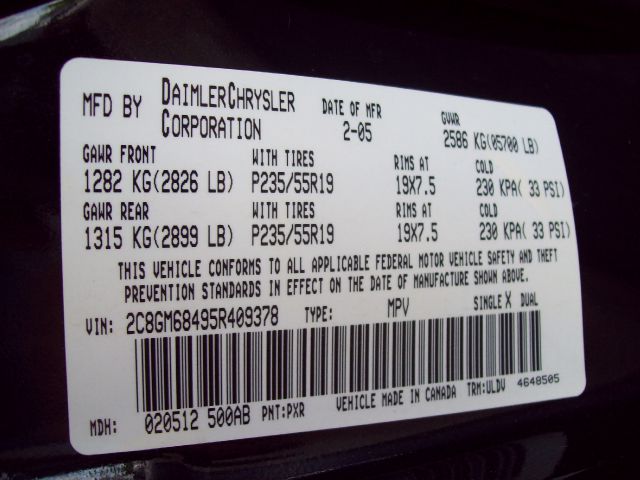 MFD BY DAIMLERCHRYSLER CORPORATION DATE OF MFR 2-05 GVWR 2586 KG(05700 LB)
GAWR FRONT WITH TIRES RIMS AT COLD
1282 KG(2826 LB) P235/55R19 19X7.5 230 KPA( 33 PSI)
GAWR REAR WITH TIRES RIMS AT COLD
1315 KG(2899 LB) P235/55R19 19X7.5 230 KPA( 33 PSI)
THIS VEHICLE CONFORMS TO ALL APPLICABLE FEDERAL MOTOR VEHICLE SAFETY AND THEFT
PREVENTION STANDARDS IN EFFECT ON THE DATE OF MANUFACTURE SHOWN ABOVE.
VIN: 2C8GM68495R409378 TYPE: MPV SINGLE X DUAL
MDH: 020512 500AB PNT:PXR VEHICLE MADE IN CANADA TRM:ULDV 4648505